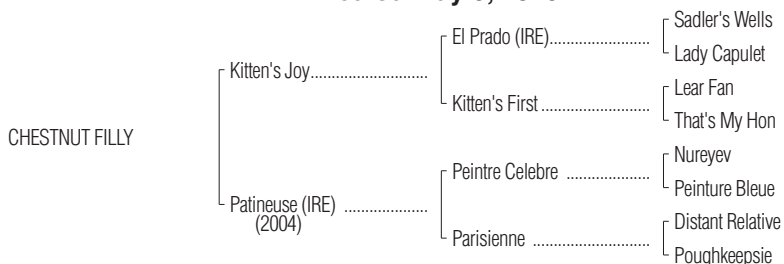 Sadler's Wells
El Prado (IRE)............................
Lady Capulet
Kitten's Joy.................................
Lear Fan
Kitten's First ..............................
That's My Hon
CHESTNUT FILLY
Nureyev
Peintre Celebre .......................
Peinture Bleue
Patineuse (IRE) .......................
(2004)
Distant Relative
Parisienne .................................
Poughkeepsie